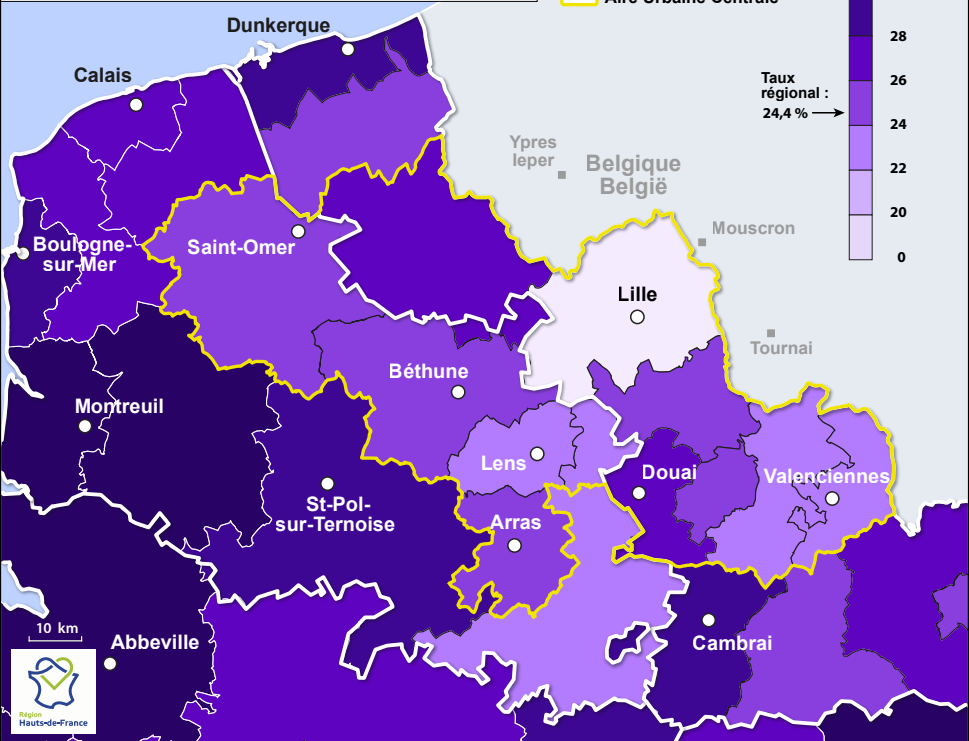 Aire Urbaine Centrale
Dunkerque
Calais
28
26
Taux
régional :
24,4 %
24
22
20
0
Ypres
Ieper
Belgique
België
Mouscron
Boulogne-
sur-Mer
Saint-Omer
Lille
Tournai
Béthune
Montreuil
Lens
Douai
Valenciennes
St-Pol-
sur-Ternoise
Arras
10 km
Abbeville
Cambrai
Région
Hauts-de-France